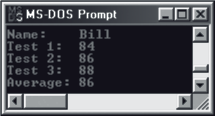 MS-DOS Prompt
Name: Bill
Test 1: 84
Test 2: 86
Test 3: 88
Average: 86